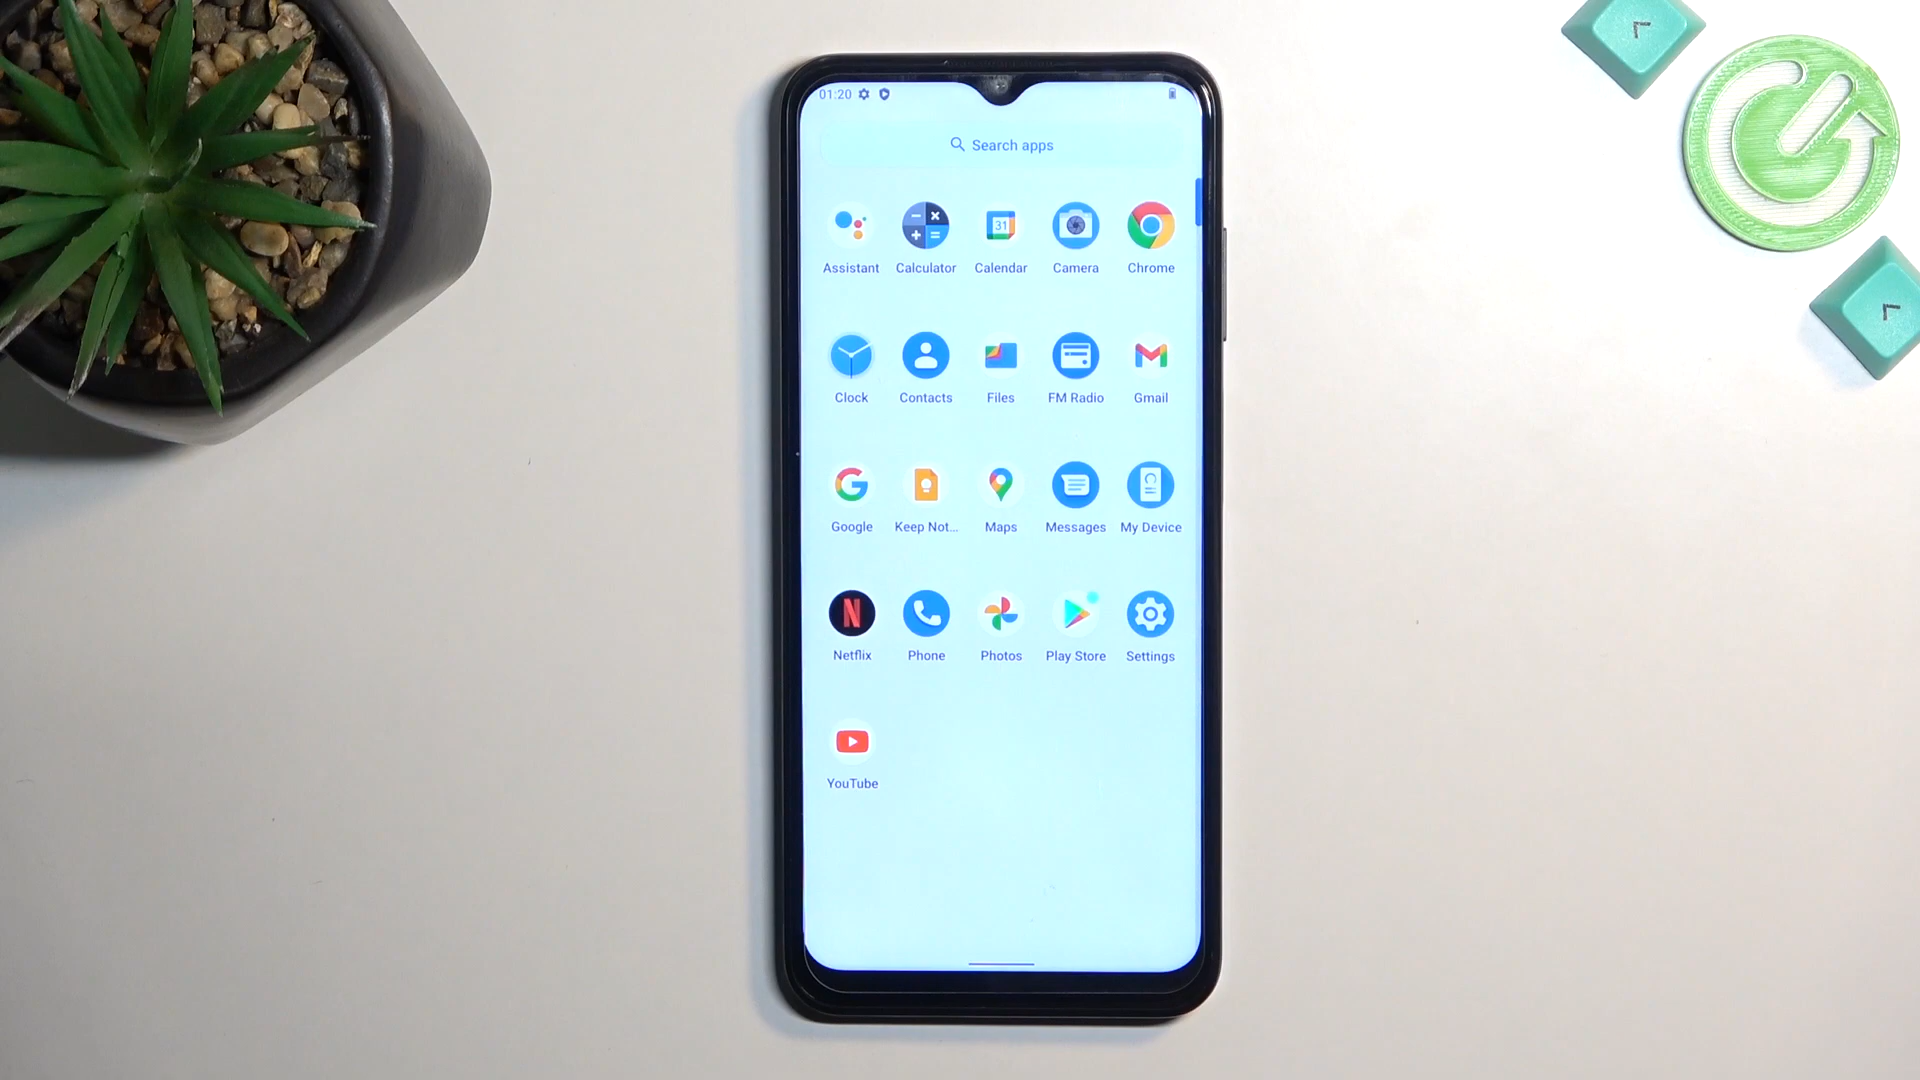 01:20
Search apps
31
Assistant Calculator Calendar Camera Chrome
Clock Contacts Files FM Radio Gmail
Google Keep Not... Maps Messages My Device
N
Netflix Phone Photos Play Store Settings
YouTube